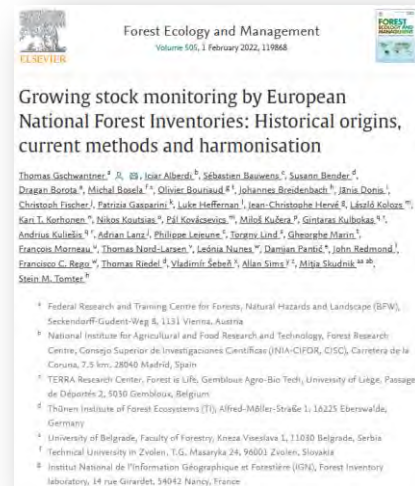 ELSEVIER
Forest Ecology and Management
Volume 505, 1 February 2022, 119868
FOREST
ECOLOGY AND
MANAGEMENT
Growing stock monitoring by European
National Forest Inventories: Historical origins,
current methods and harmonisation
Thomas Gschwantner a, Iciar Alberdi b, Sébastien Bauwens c, Susann Bender d,
Dragan Borota e, Michal Bosela f, Olivier Bouriaud g, Johannes Breidenbach h, Jānis Donis i,
Christoph Fischer j, Patrizia Gasparini k, Luke Heffernan l, Jean-Christophe Hervé g, László Kolozs m,
Kari T. Korhonen n, Nikos Koutsias o, Pál Kovácsevics m, Miloš Kučera p, Gintaras Kulbokas q r,
Andrius Kuliešis q r, Adrian Lanz j, Philippe Lejeune c, Torgny Lind s, Gheorghe Marin t,
François Morneau u, Thomas Nord-Larsen v, Leónia Nunes w, Damjan Pantić e, John Redmond l,
Francisco C. Rego w, Thomas Riedel d, Vladimír Šebeň x, Allan Sims y z, Mitja Skudnik aa ab,
Stein M. Tomter h
a Federal Research and Training Centre for Forests, Natural Hazards and Landscape (BFW),
Seckendorff-Gudent-Weg 8, 1131 Vienna, Austria
b National Institute for Agricultural and Food Research and Technology, Forest Research
Centre, Consejo Superior de Investigaciones Científicas (INIA-CIFOR, CISC), Carretera de la
Coruna, 7.5 km, 28040 Madrid, Spain
c TERRA Research Center, Forest is Life, Gembloux Agro-Bio Tech, University of Liège, Passage
de Déportés 2, 5030 Gembloux, Belgium
d Thünen Institute of Forest Ecosystems (TI), Alfred-Möller-Straße 1, 16225 Eberswalde,
Germany
e University of Belgrade, Faculty of Forestry, Kneza Viseslava 1, 11030 Belgrade, Serbia
f Technical University in Zvolen, T.G. Masaryka 24, 96001 Zvolen, Slovakia
g Institut National de l'Information Géographique et Forestière (IGN), Forest Inventory
laboratory, 14 rue Girardet, 54042 Nancy, France